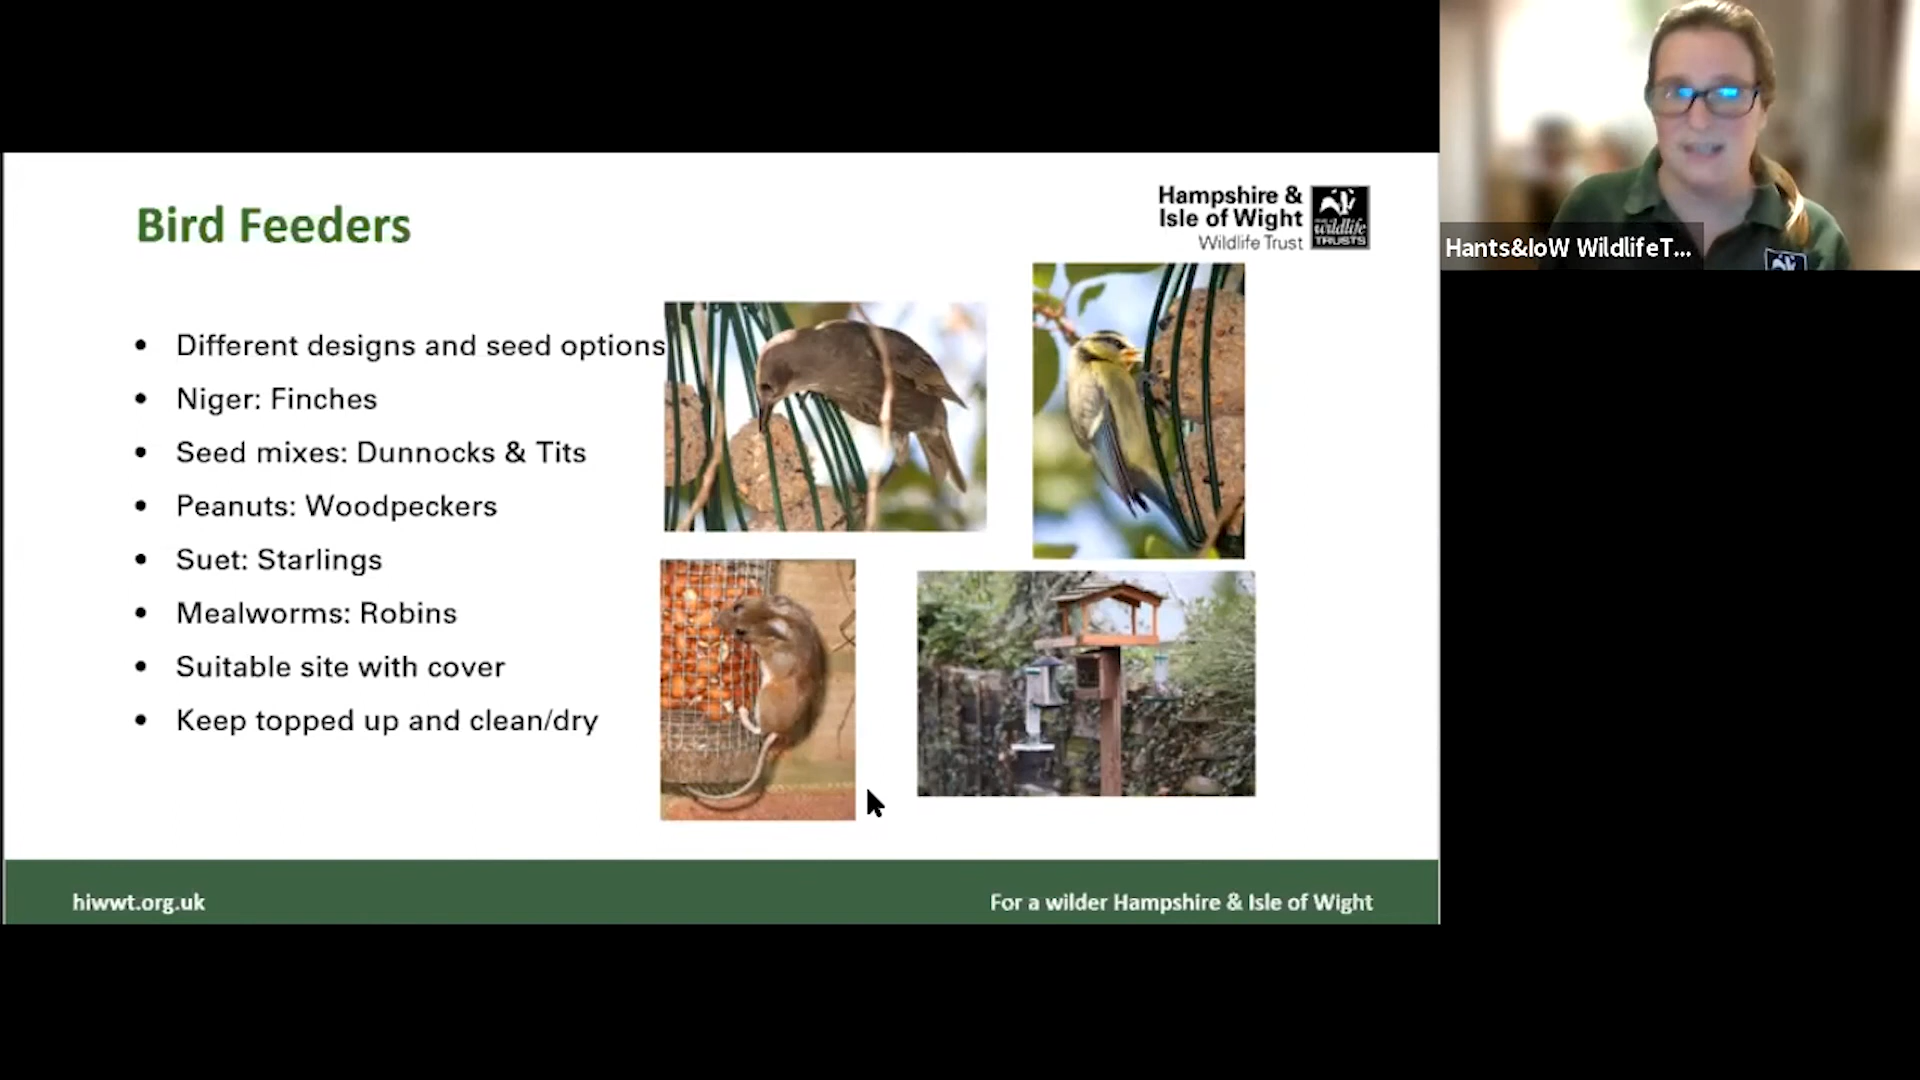 Bird Feeders
Hampshire &
Isle of Wight
Wildlife Trust
wildlife
TRUSTS
Hants&IoW WildlifeT...
• Different designs and seed options
• Niger: Finches
• Seed mixes: Dunnocks & Tits
• Peanuts: Woodpeckers
• Suet: Starlings
• Mealworms: Robins
• Suitable site with cover
• Keep topped up and clean/dry
hiwwt.org.uk
For a wilder Hampshire & Isle of Wight